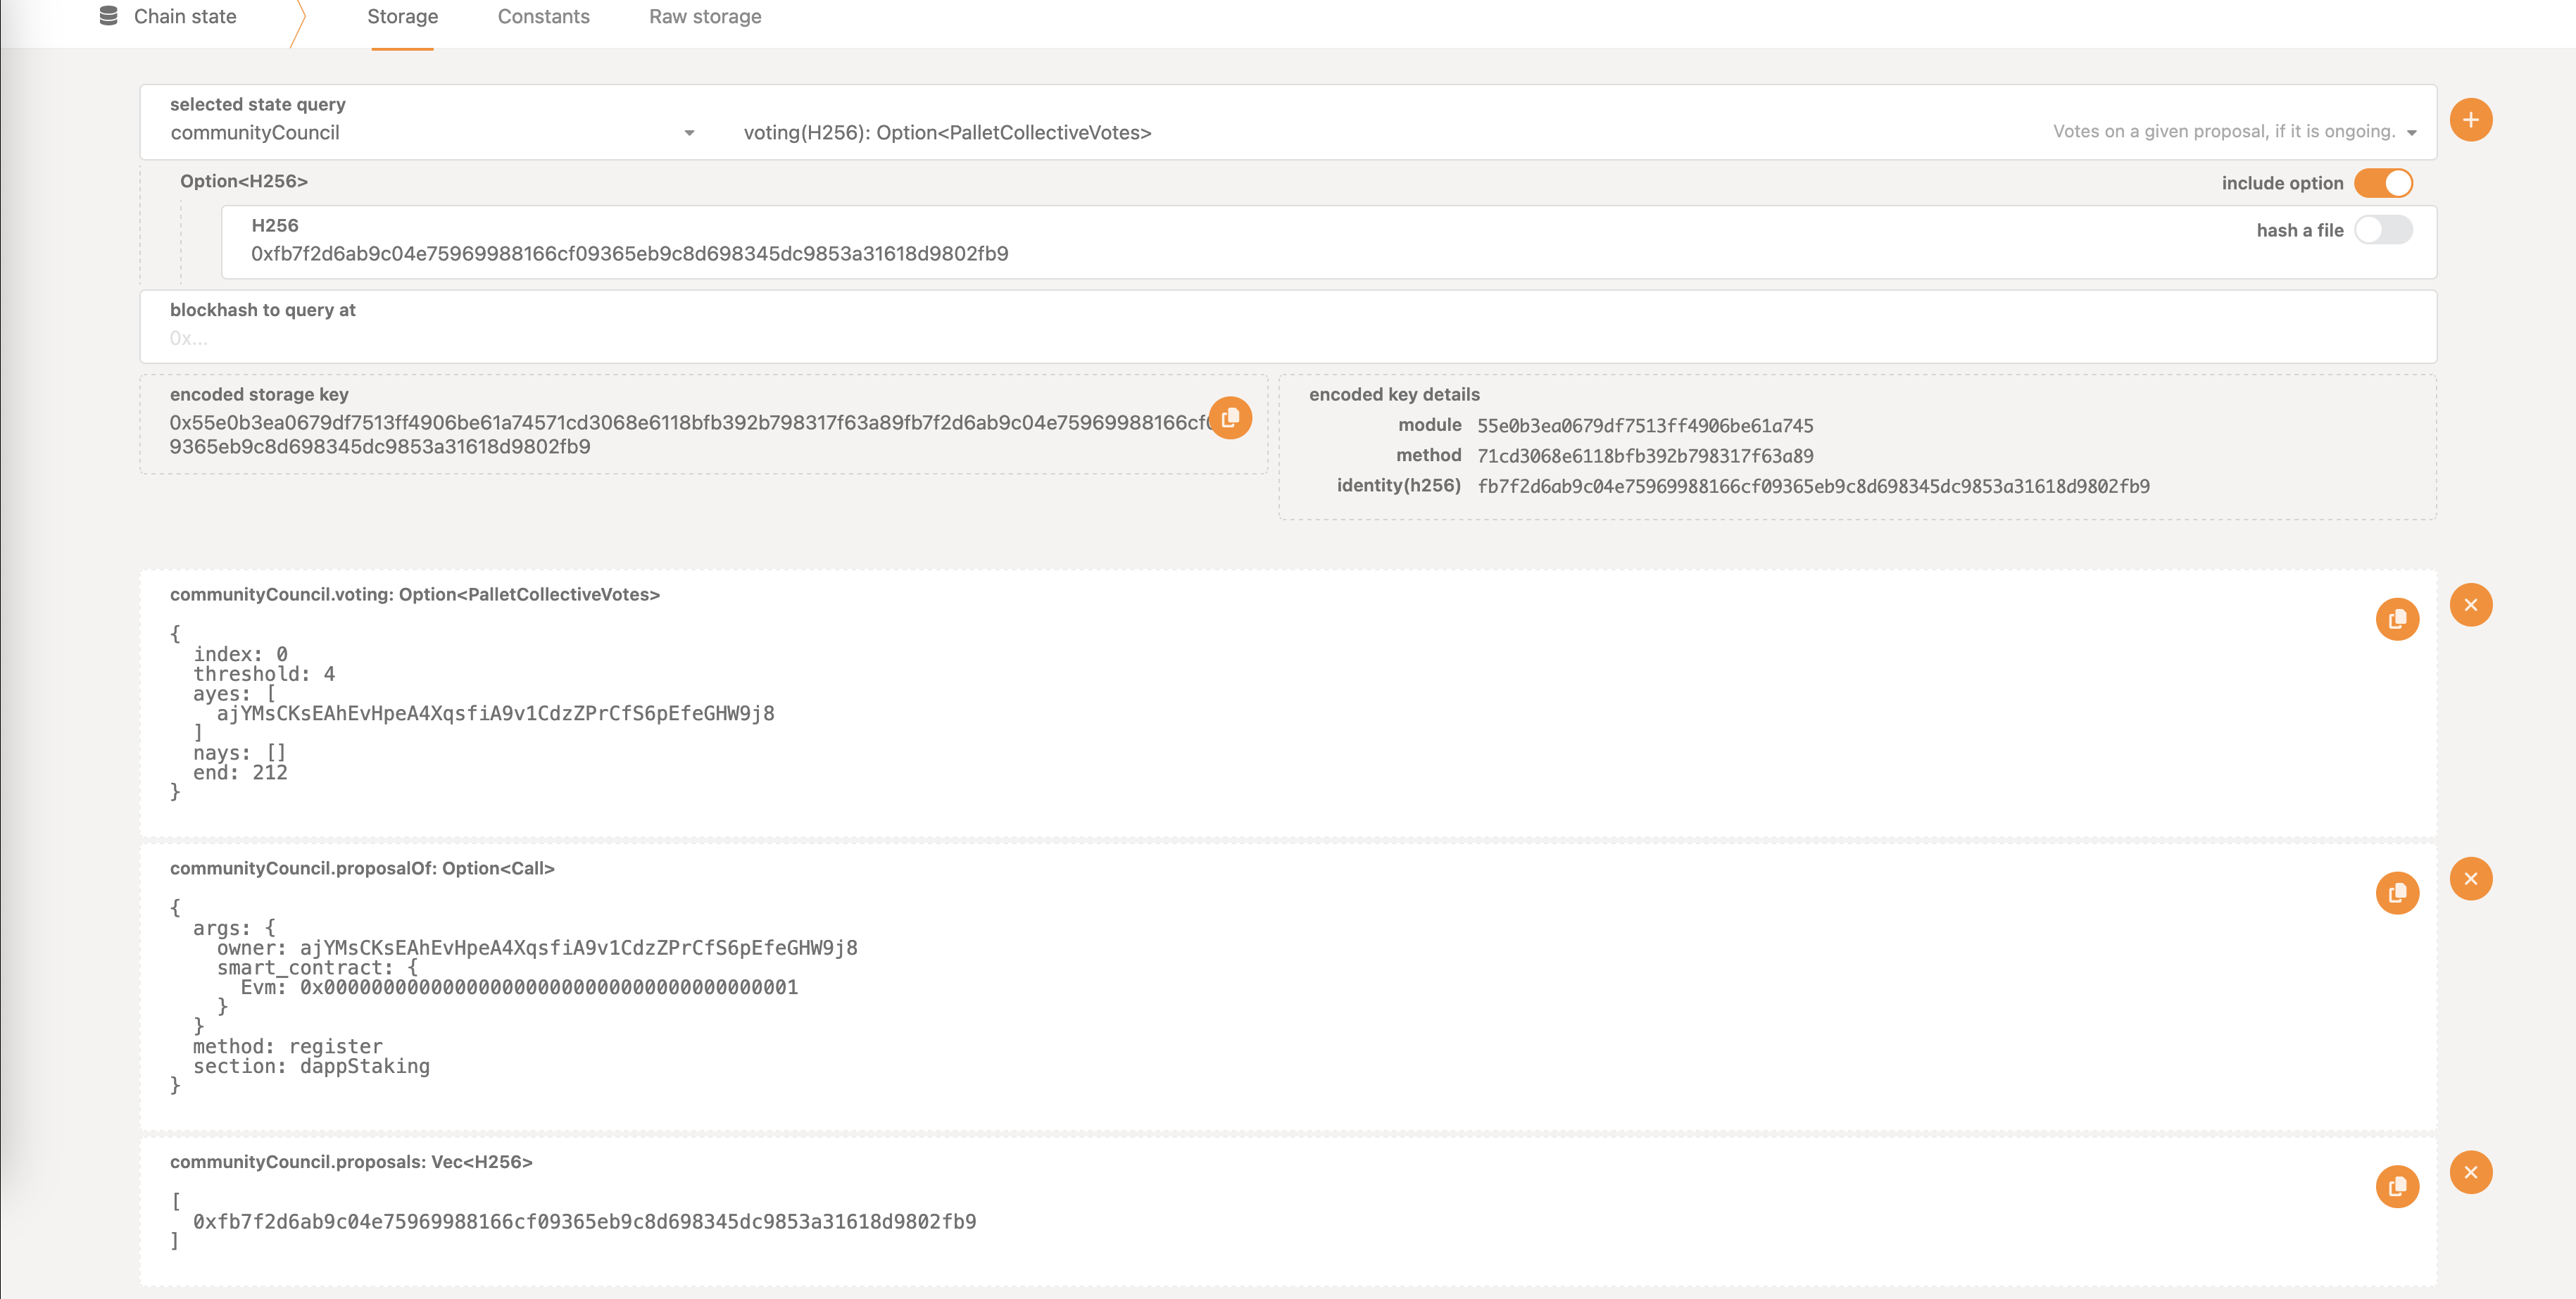 Chain state
Storage
Constants
Raw storage
selected state query
communityCouncil
voting(H256): Option<PalletCollectiveVotes>
Votes on a given proposal, if it is ongoing.
Option<H256>
include option
H256
0xfb7f2d6ab9c04e75969988166cf09365eb9c8d698345dc9853a31618d9802fb9
hash a file
blockhash to query at
0x...
encoded storage key
0x55e0b3ea0679df7513ff4906be61a74571cd3068e6118bfb392b798317f63a89fb7f2d6ab9c04e75969988166cf0
9365eb9c8d698345dc9853a31618d9802fb9
encoded key details
module 55e0b3ea0679df7513ff4906be61a745
method 71cd3068e6118bfb392b798317f63a89
identity(h256) fb7f2d6ab9c04e75969988166cf09365eb9c8d698345dc9853a31618d9802fb9
communityCouncil.voting: Option<PalletCollectiveVotes>
{
index: 0
threshold: 4
ayes: [
ajYMsCKsEAhEvHpeA4XqsfiA9v1CdzZPrCfS6pEfeGHW9j8
]
nays: []
end: 212
}
communityCouncil.proposalOf: Option<Call>
{
args: {
owner: ajYMsCKsEAhEvHpeA4XqsfiA9v1CdzZPrCfS6pEfeGHW9j8
smart_contract: {
Evm: 0x0000000000000000000000000000000000000001
}
}
method: register
section: dappStaking
}
communityCouncil.proposals: Vec<H256>
[
0xfb7f2d6ab9c04e75969988166cf09365eb9c8d698345dc9853a31618d9802fb9
]